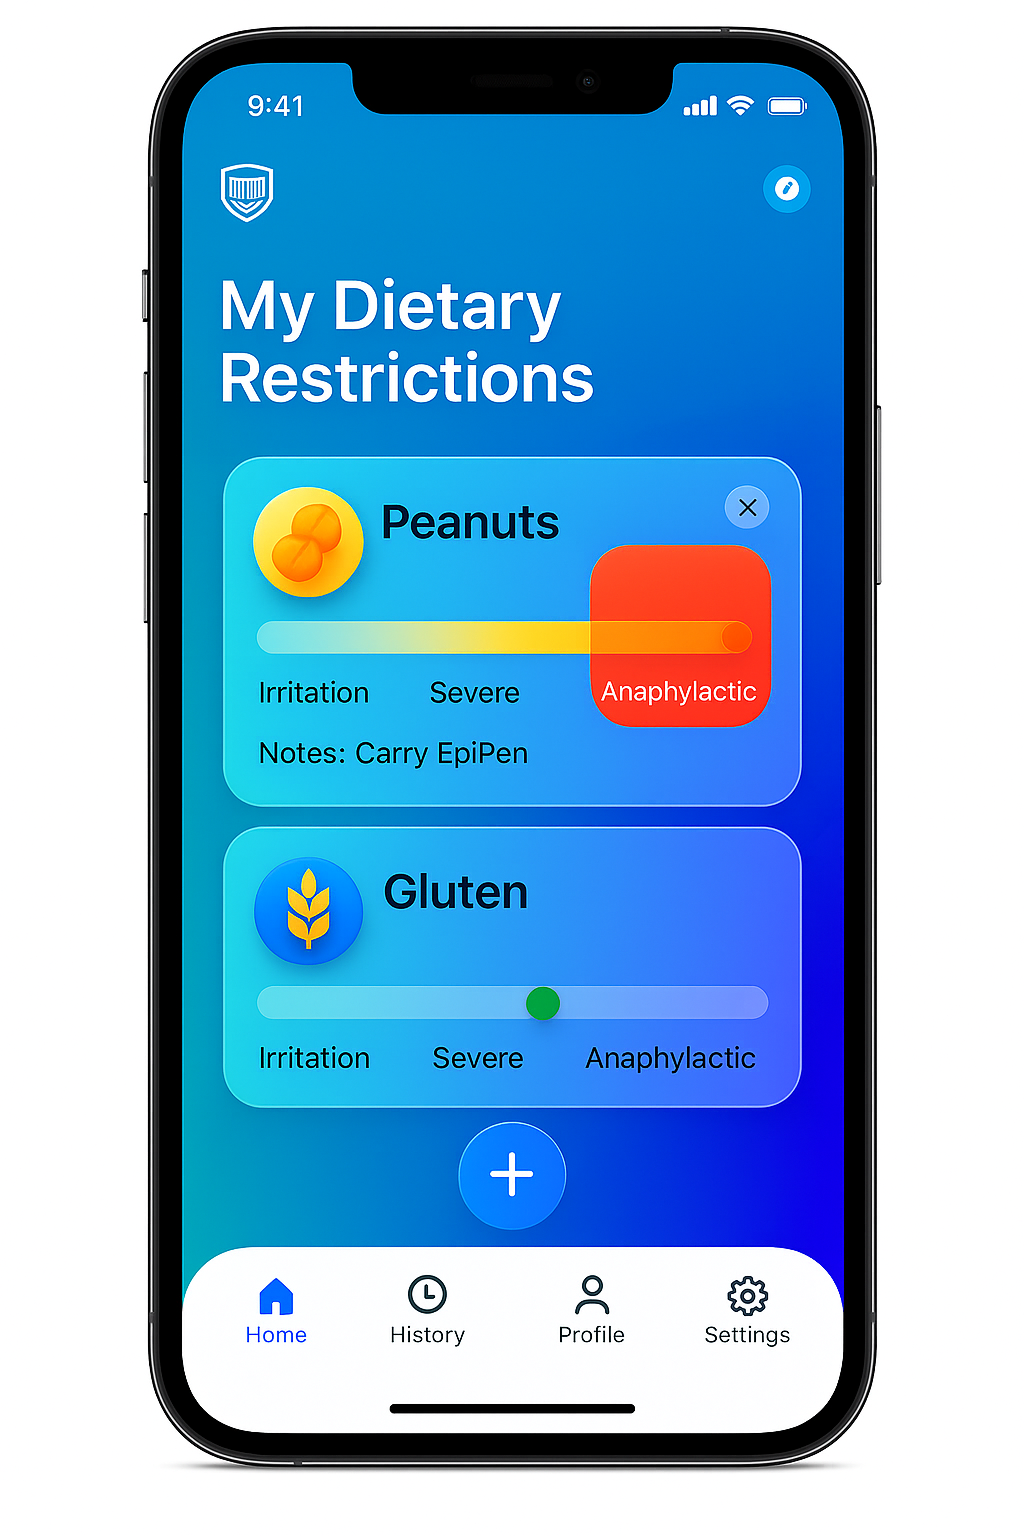 9:41
My Dietary
Restrictions
Peanuts
Irritation Severe Anaphylactic
Notes: Carry EpiPen
Gluten
Irritation Severe Anaphylactic
Home History Profile Settings